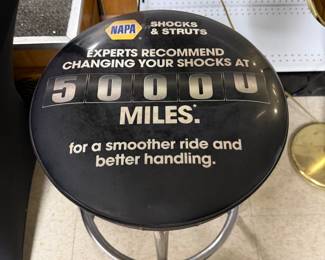 NAPA SHOCKS
& STRUTS
EXPERTS RECOMMEND
CHANGING YOUR SHOCKS AT
50000
MILES.
for a smoother ride and
better handling.